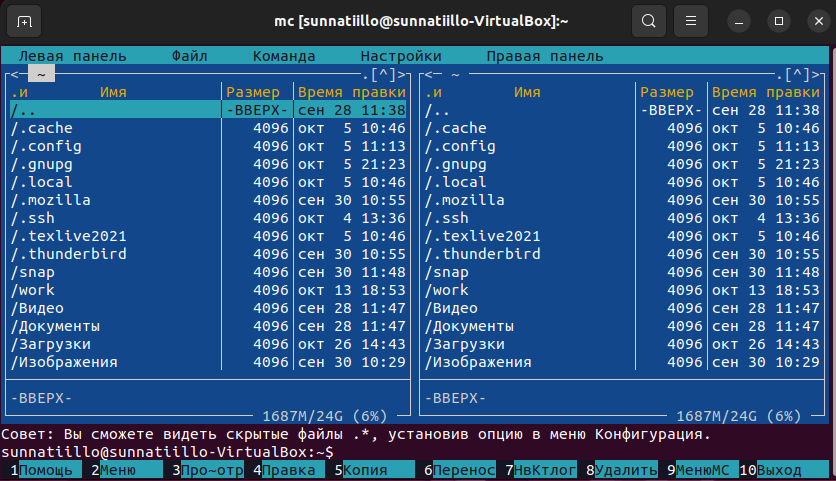 mc [sunnatiillo@sunnatiillo-VirtualBox]:~
Левая панель Файл Команда Настройки Правая панель
<- ~ .[^]> <- ~ .[^]>
.и Имя Размер Время правки .и Имя Размер Время правки
/.. -ВВЕРХ- сен 28 11:38 /.. -ВВЕРХ- сен 28 11:38
/.cache 4096 окт 5 10:46 /.cache 4096 окт 5 10:46
/.config 4096 окт 5 11:13 /.config 4096 окт 5 11:13
/.gnupg 4096 окт 5 21:23 /.gnupg 4096 окт 5 21:23
/.local 4096 окт 5 10:46 /.local 4096 окт 5 10:46
/.mozilla 4096 сен 30 10:55 /.mozilla 4096 сен 30 10:55
/.ssh 4096 окт 4 13:36 /.ssh 4096 окт 4 13:36
/.texlive2021 4096 окт 5 10:46 /.texlive2021 4096 окт 5 10:46
/.thunderbird 4096 сен 30 10:55 /.thunderbird 4096 сен 30 10:55
/snap 4096 сен 30 11:48 /snap 4096 сен 30 11:48
/work 4096 окт 13 18:53 /work 4096 окт 13 18:53
/Видео 4096 сен 28 11:47 /Видео 4096 сен 28 11:47
/Документы 4096 сен 28 11:47 /Документы 4096 сен 28 11:47
/Загрузки 4096 окт 26 14:43 /Загрузки 4096 окт 26 14:43
/Изображения 4096 сен 30 10:29 /Изображения 4096 сен 30 10:29
-ВВЕРХ- -ВВЕРХ-
1687M/24G (6%) 1687M/24G (6%)
Совет: Вы сможете видеть скрытые файлы .*, установив опцию в меню Конфигурация.
sunnatiillo@sunnatiillo-VirtualBox:~$
1Помощь 2Меню 3Про~отр 4Правка 5Копия 6Перенос 7НвКтлог 8Удалить 9МенюМС 10Выход